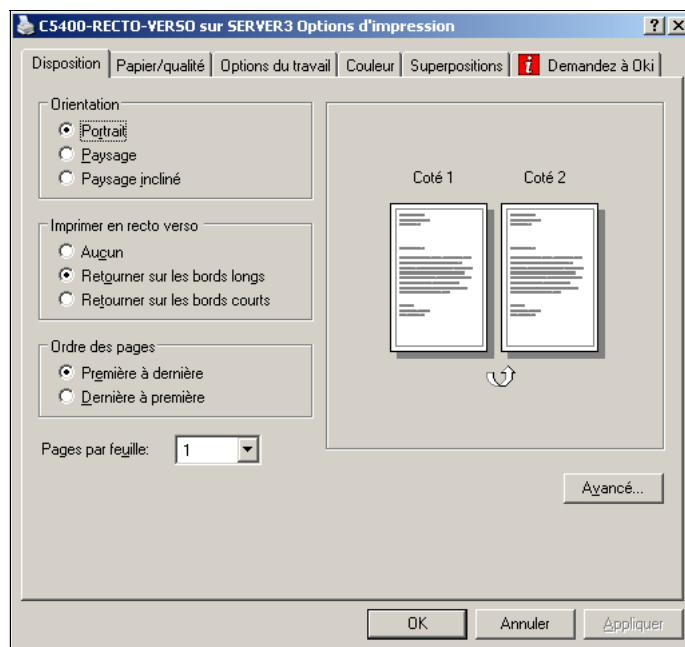 C5400-RECTO-VERSO sur SERVER3 Options d'impression
Disposition Papier/qualité Options du travail Couleur Superpositions Demandez à Oki
Orientation
Portrait
Paysage
Paysage incliné
Imprimer en recto verso
Aucun
Retourner sur les bords longs
Retourner sur les bords courts
Ordre des pages
Première à dernière
Dernière à première
Pages par feuille: 1
Coté 1 Coté 2
Avancé...
OK Annuler Appliquer